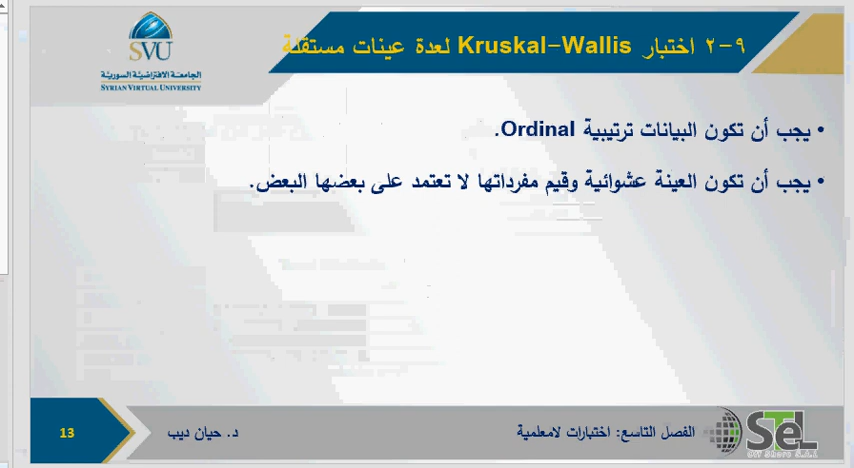 SVU
الجامعة الافتراضية السورية
SYRIAN VIRTUAL UNIVERSITY
٩-٢ اختبار Kruskal-Wallis لعدة عينات مستقلة
• يجب أن تكون البيانات ترتيبية Ordinal.
• يجب أن تكون العينة عشوائية وقيم مفرداتها لا تعتمد على بعضها البعض.
13
د. حيان ديب
الفصل التاسع: اختبارات لامعلمية
STeL
Off Shore S.A.L